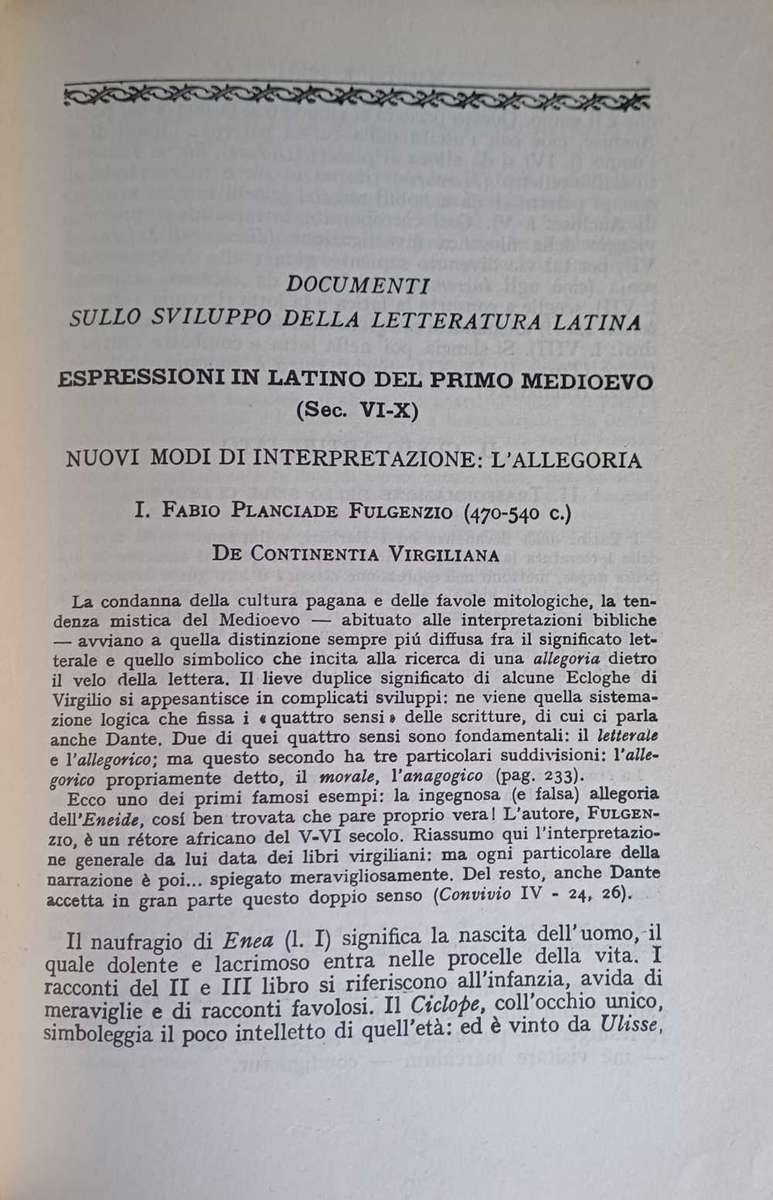 DOCUMENTI
SULLO SVILUPPO DELLA LETTERATURA LATINA
ESPRESSIONI IN LATINO DEL PRIMO MEDIOEVO
(Sec. VI-X)
NUOVI MODI DI INTERPRETAZIONE: L'ALLEGORIA
I. FABIO PLANCIADE FULGENZIO (470-540 c.)
DE CONTINENTIA VIRGILIANA
La condanna della cultura pagana e delle favole mitologiche, la ten-
denza mistica del Medioevo — abituato alle interpretazioni bibliche
— avviano a quella distinzione sempre piú diffusa fra il significato let-
terale e quello simbolico che incita alla ricerca di una allegoria dietro
il velo della lettera. Il lieve duplice significato di alcune Ecloghe di
Virgilio si appesantisce in complicati sviluppi: ne viene quella sistema-
zione logica che fissa i « quattro sensi » delle scritture, di cui ci parla
anche Dante. Due di quei quattro sensi sono fondamentali: il letterale
e l'allegorico; ma questo secondo ha tre particolari suddivisioni: l'alle-
gorico propriamente detto, il morale, l'anagogico (pag. 233).
Ecco uno dei primi famosi esempi: la ingegnosa (e falsa) allegoria
dell'Eneide, cosí ben trovata che pare proprio vera! L'autore, FULGEN-
ZIO, è un rétore africano del V-VI secolo. Riassumo qui l'interpretazio-
ne generale da lui data dei libri virgiliani: ma ogni particolare della
narrazione è poi... spiegato meravigliosamente. Del resto, anche Dante
accetta in gran parte questo doppio senso (Convivio IV - 24, 26).
Il naufragio di Enea (l. I) significa la nascita dell'uomo, il
quale dolente e lacrimoso entra nelle procelle della vita. I
racconti del II e III libro si riferiscono all'infanzia, avida di
meraviglie e di racconti favolosi. Il Ciclope, coll'occhio unico,
simboleggia il poco intelletto di quell'età: ed è vinto da Ulisse,